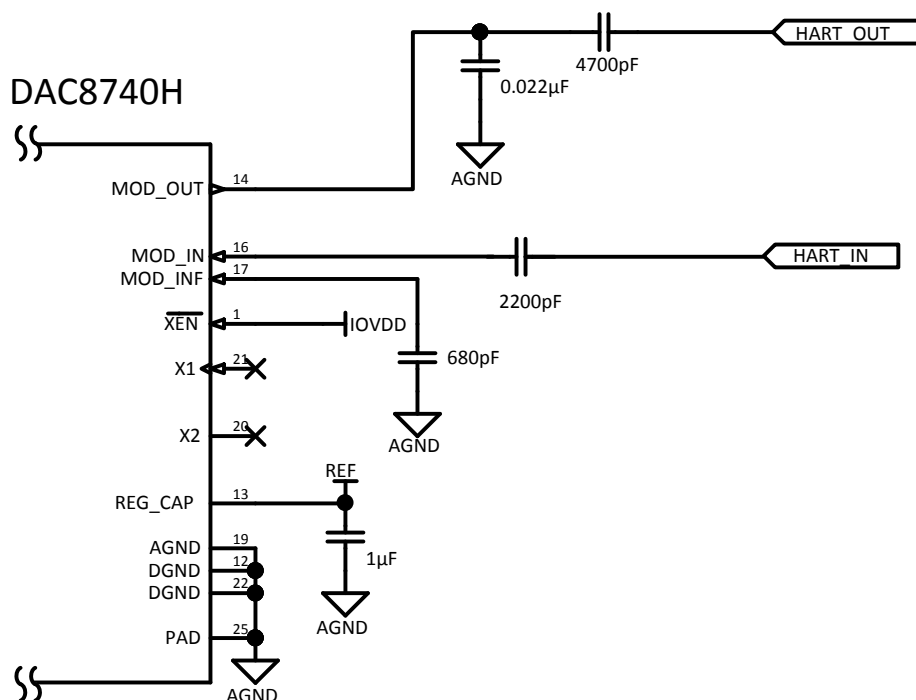 HART_OUT
4700pF
0.022µF
DAC8740H
AGND
MOD_OUT 14
MOD_IN 16
HART_IN
MOD_INF 17
2200pF
XEN 1 IOVDD
680pF
X1 21
AGND
X2 20
REF
REG_CAP 13
AGND 19
1µF
DGND 12
DGND 22
AGND
PAD 25
AGND